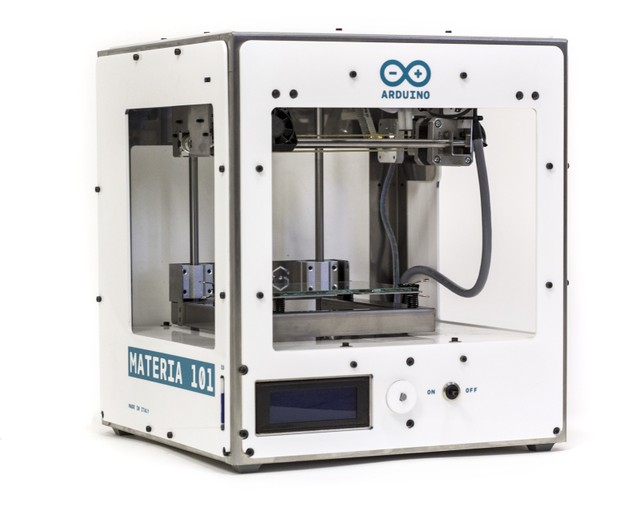 ARDUINO
MATERIA 101
MADE IN ITALY
ON OFF